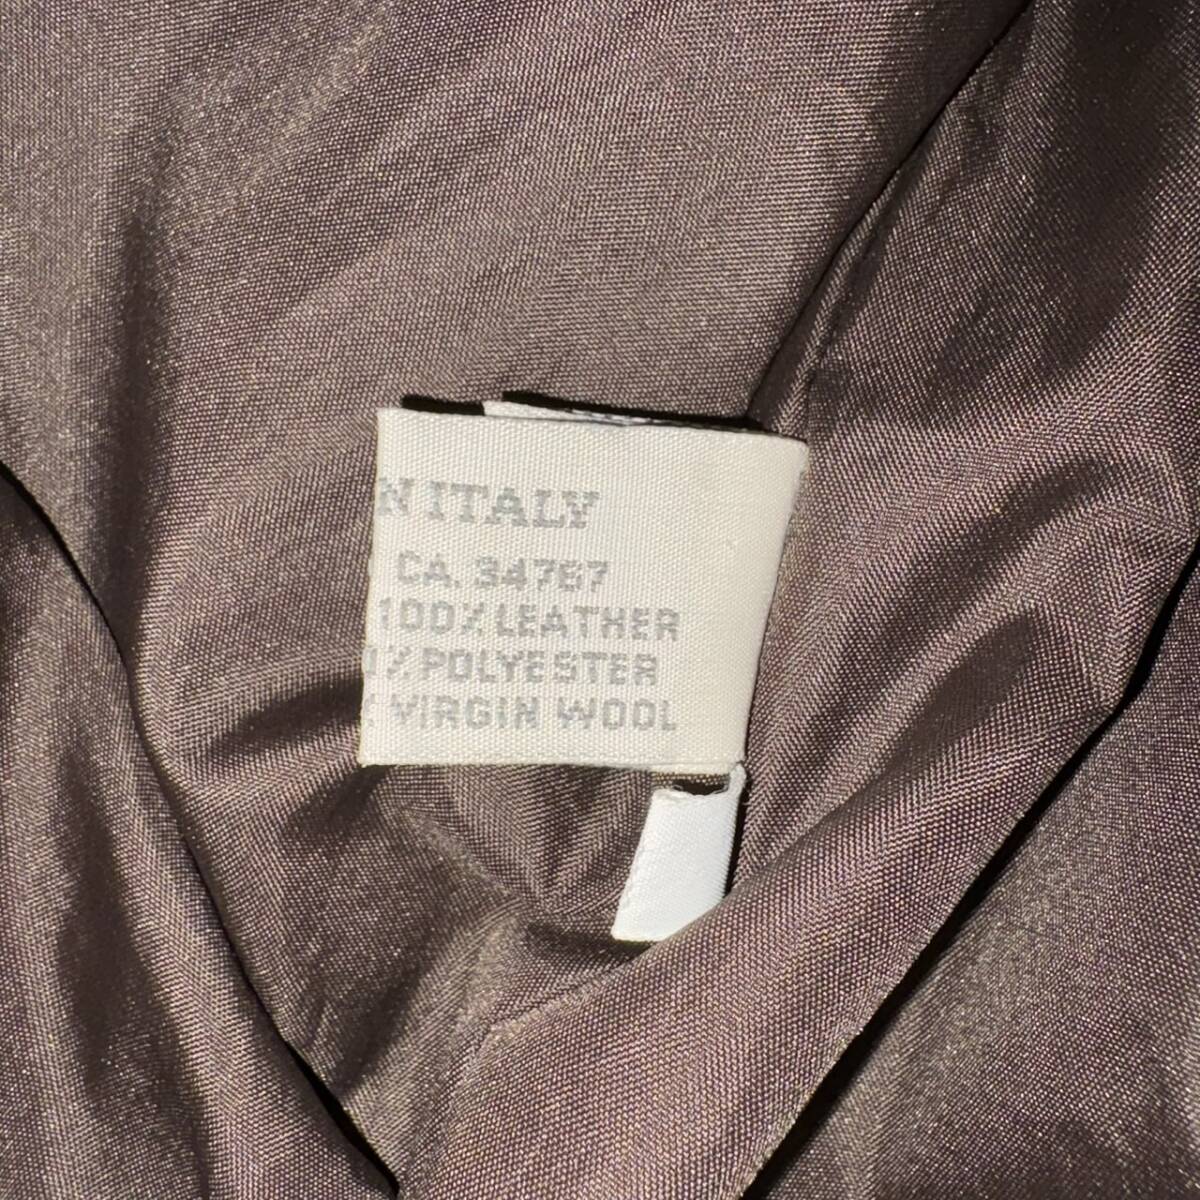 N ITALY
CA. 34767
100% LEATHER
% POLYESTER
VIRGIN WOOL